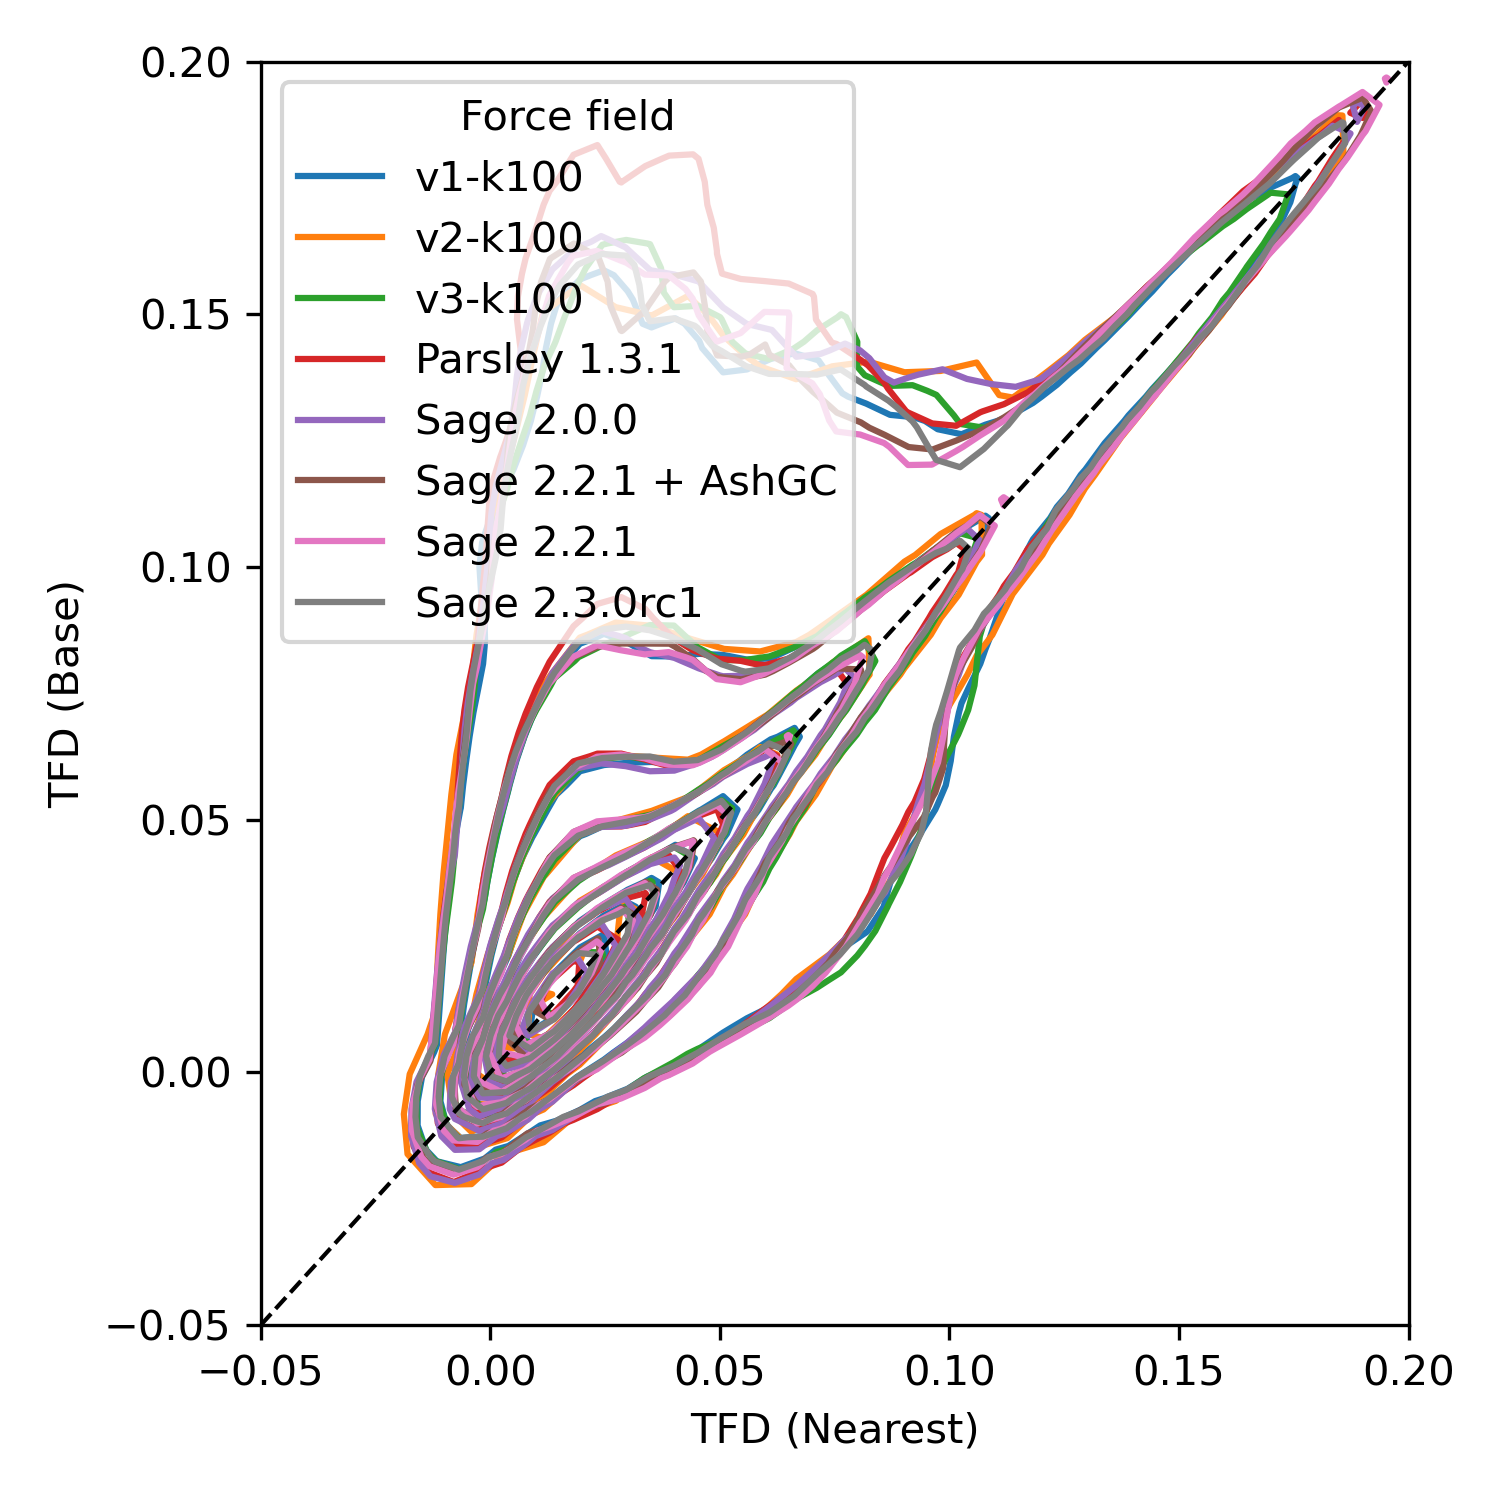 0.20
0.15
0.10
0.05
0.00
−0.05
TFD (Base)
Force field
v1-k100
v2-k100
v3-k100
Parsley 1.3.1
Sage 2.0.0
Sage 2.2.1 + AshGC
Sage 2.2.1
Sage 2.3.0rc1
−0.05 0.00 0.05 0.10 0.15 0.20
TFD (Nearest)